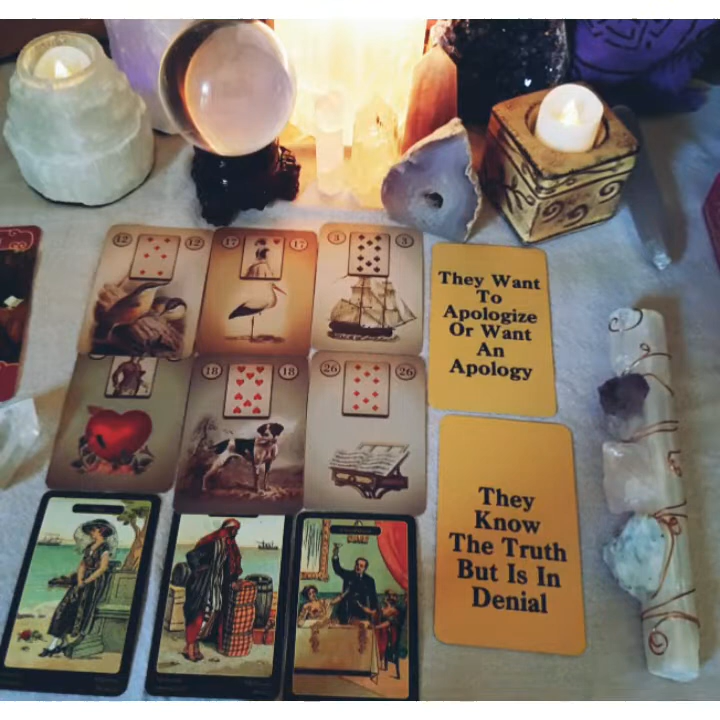 12 12
17 17
3 3
They Want
To
Apologize
Or Want
An
Apology
18 18
26 26
They
Know
The Truth
But Is In
Denial